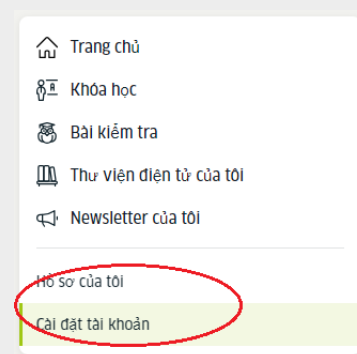 Trang chủ
Khóa học
Bài kiểm tra
Thư viện điện tử của tôi
Newsletter của tôi
Hồ sơ của tôi
Cài đặt tài khoản